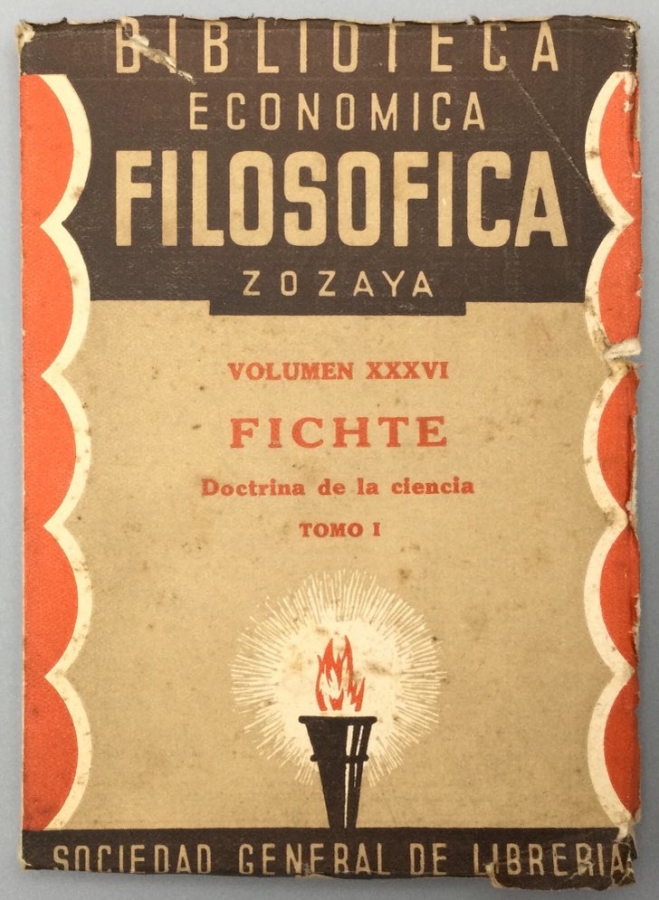 BIBLIOTECA
ECONOMICA
FILOSOFICA
ZOZAYA
VOLUMEN XXXVI
FICHTE
Doctrina de la ciencia
TOMO I
SOCIEDAD GENERAL DE LIBRERIA